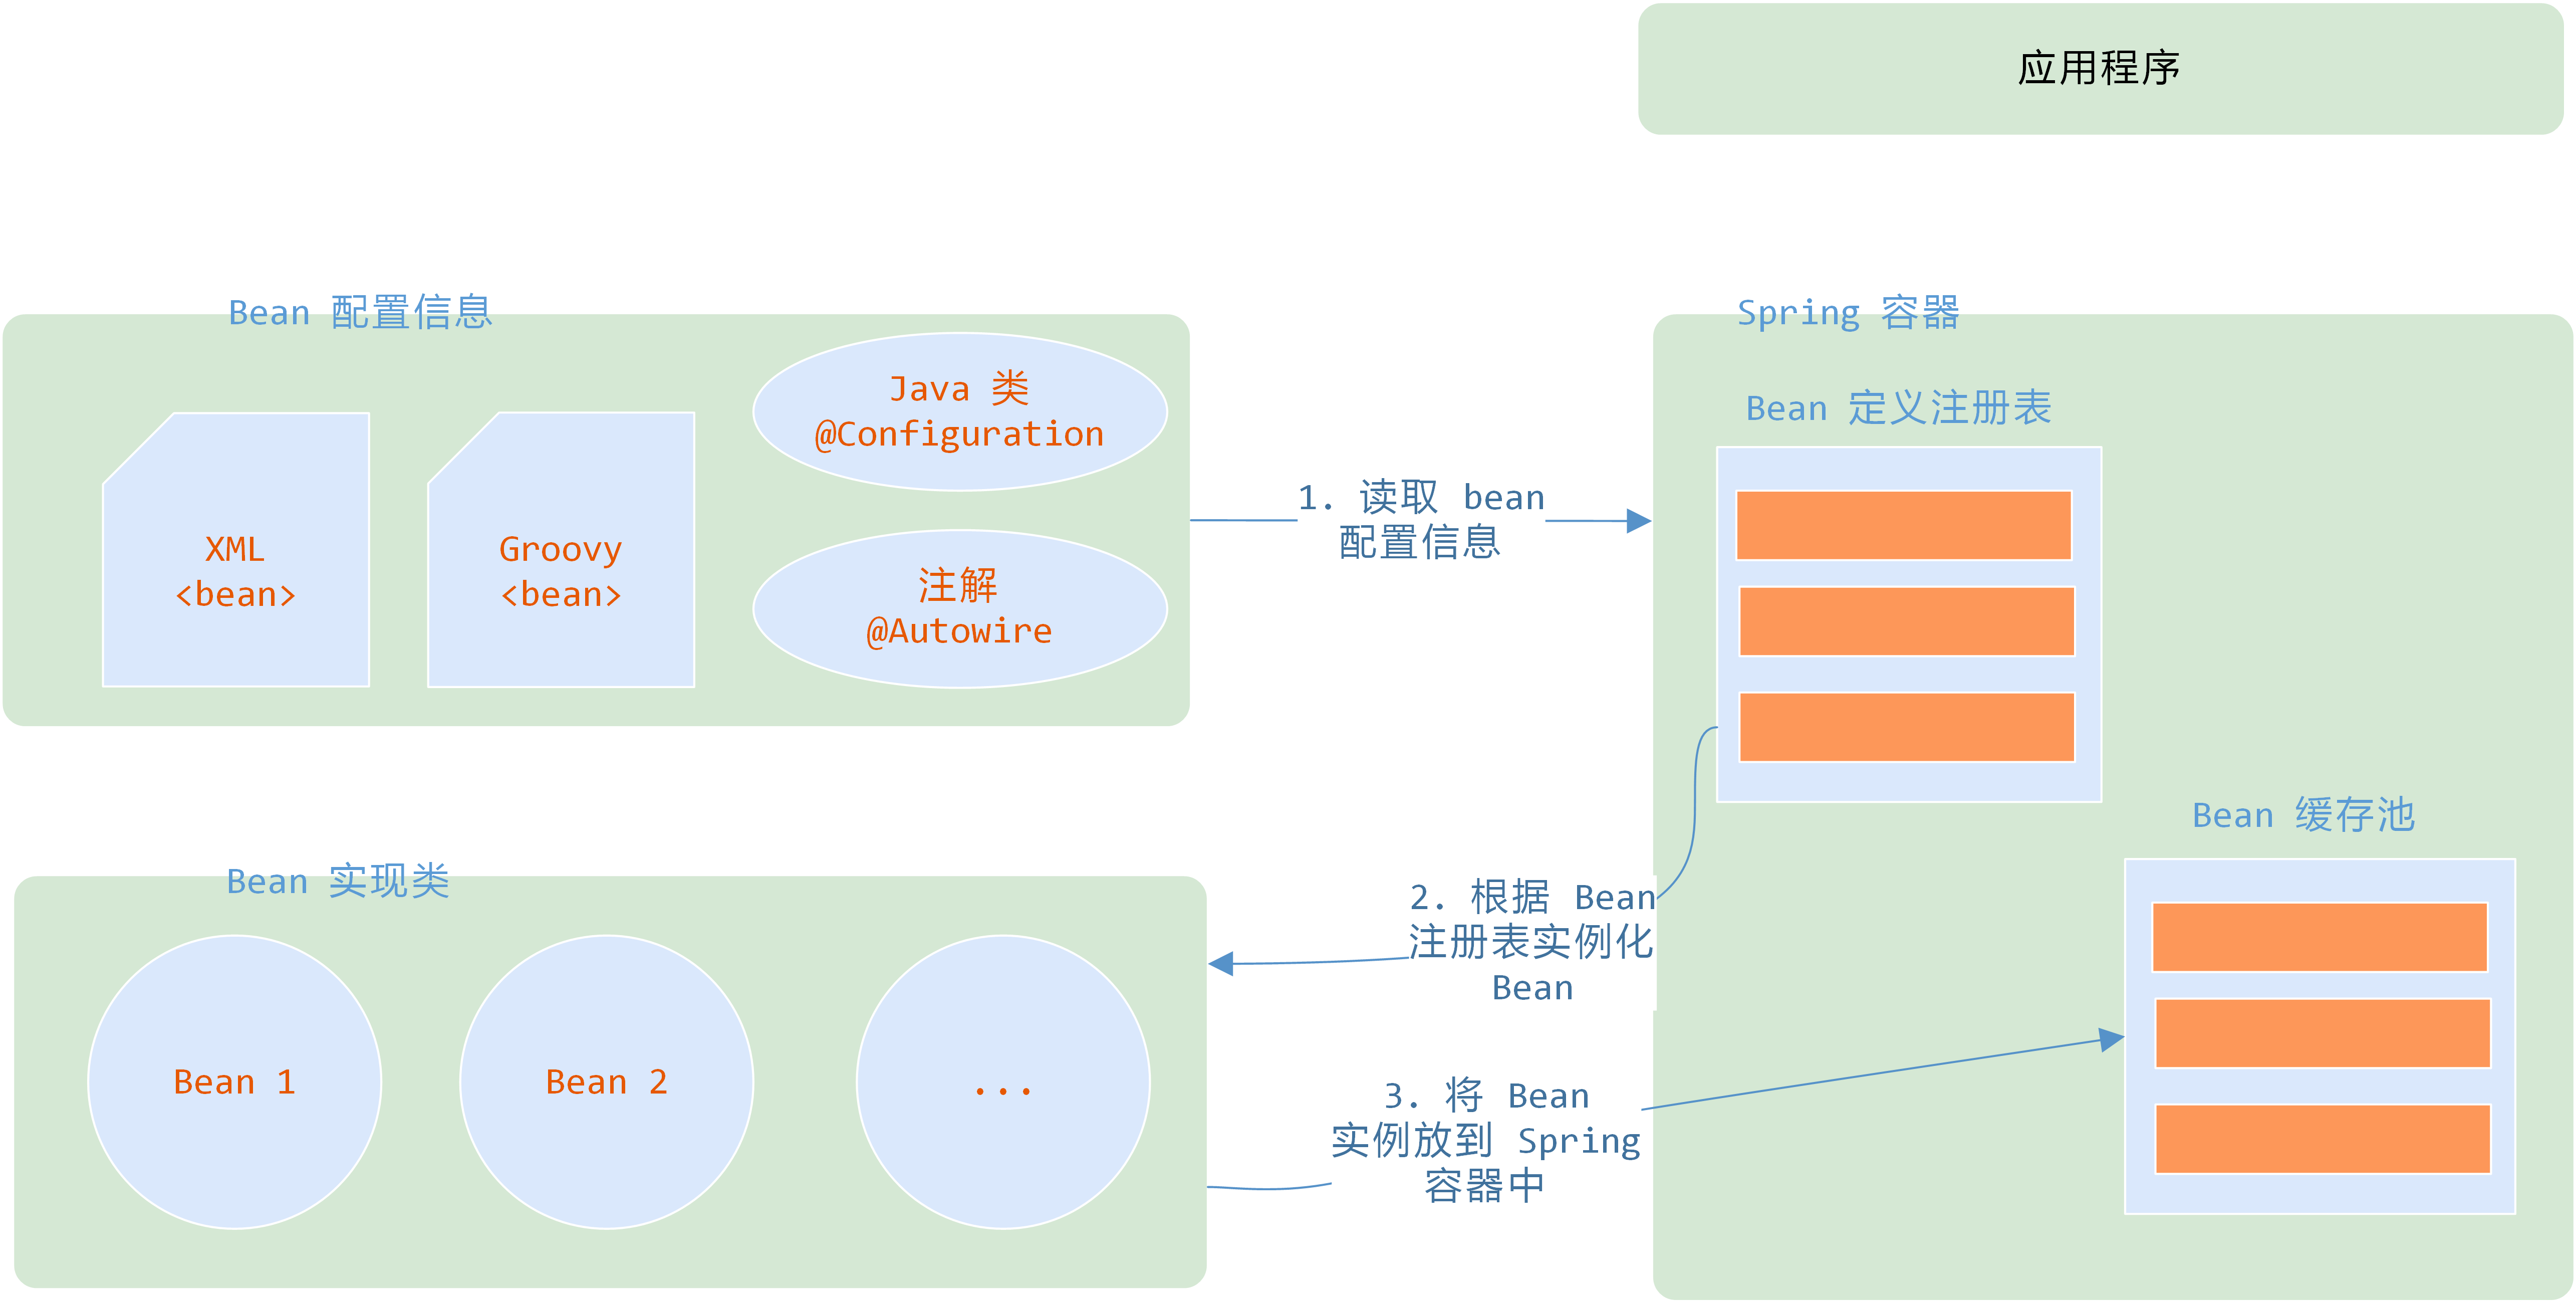 应用程序
Bean 配置信息
XML
<bean>
Groovy
<bean>
Java 类
@Configuration
注解
@Autowire
1. 读取 bean
配置信息
Spring 容器
Bean 定义注册表
Bean 缓存池
2. 根据 Bean
注册表实例化
Bean
Bean 实现类
Bean 1
Bean 2
...
3. 将 Bean
实例放到 Spring
容器中